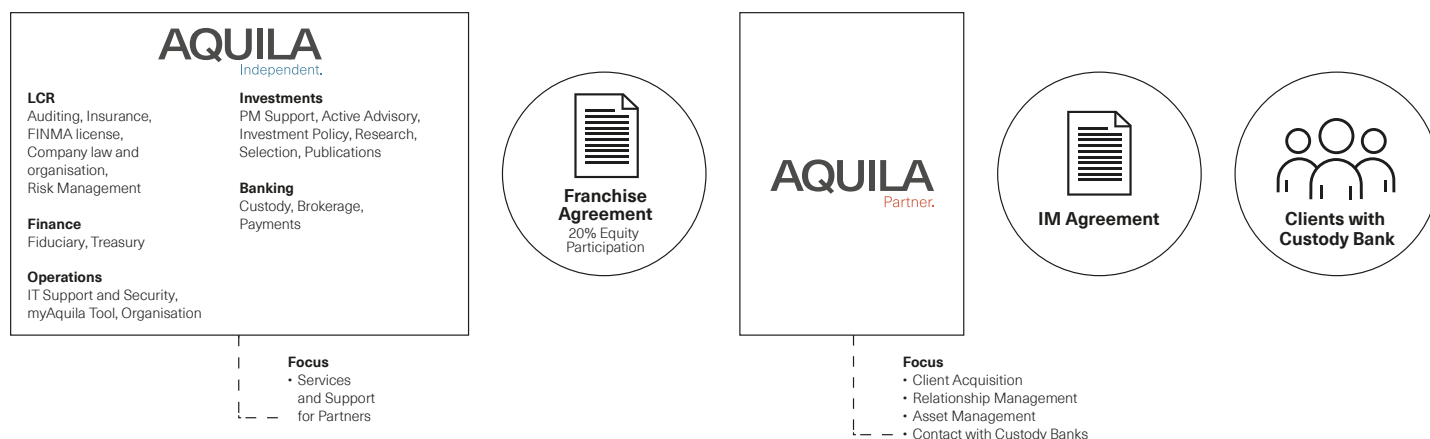 AQUILA
Independent.
LCR
Auditing, Insurance,
FINMA license,
Company law and
organisation,
Risk Management
Finance
Fiduciary, Treasury
Operations
IT Support and Security,
myAquila Tool, Organisation
Investments
PM Support, Active Advisory,
Investment Policy, Research,
Selection, Publications
Banking
Custody, Brokerage,
Payments
Focus
• Services
and Support
for Partners
Franchise
Agreement
20% Equity
Participation
AQUILA
Partner.
Focus
• Client Acquisition
• Relationship Management
• Asset Management
• Contact with Custody Banks
IM Agreement
Clients with
Custody Bank